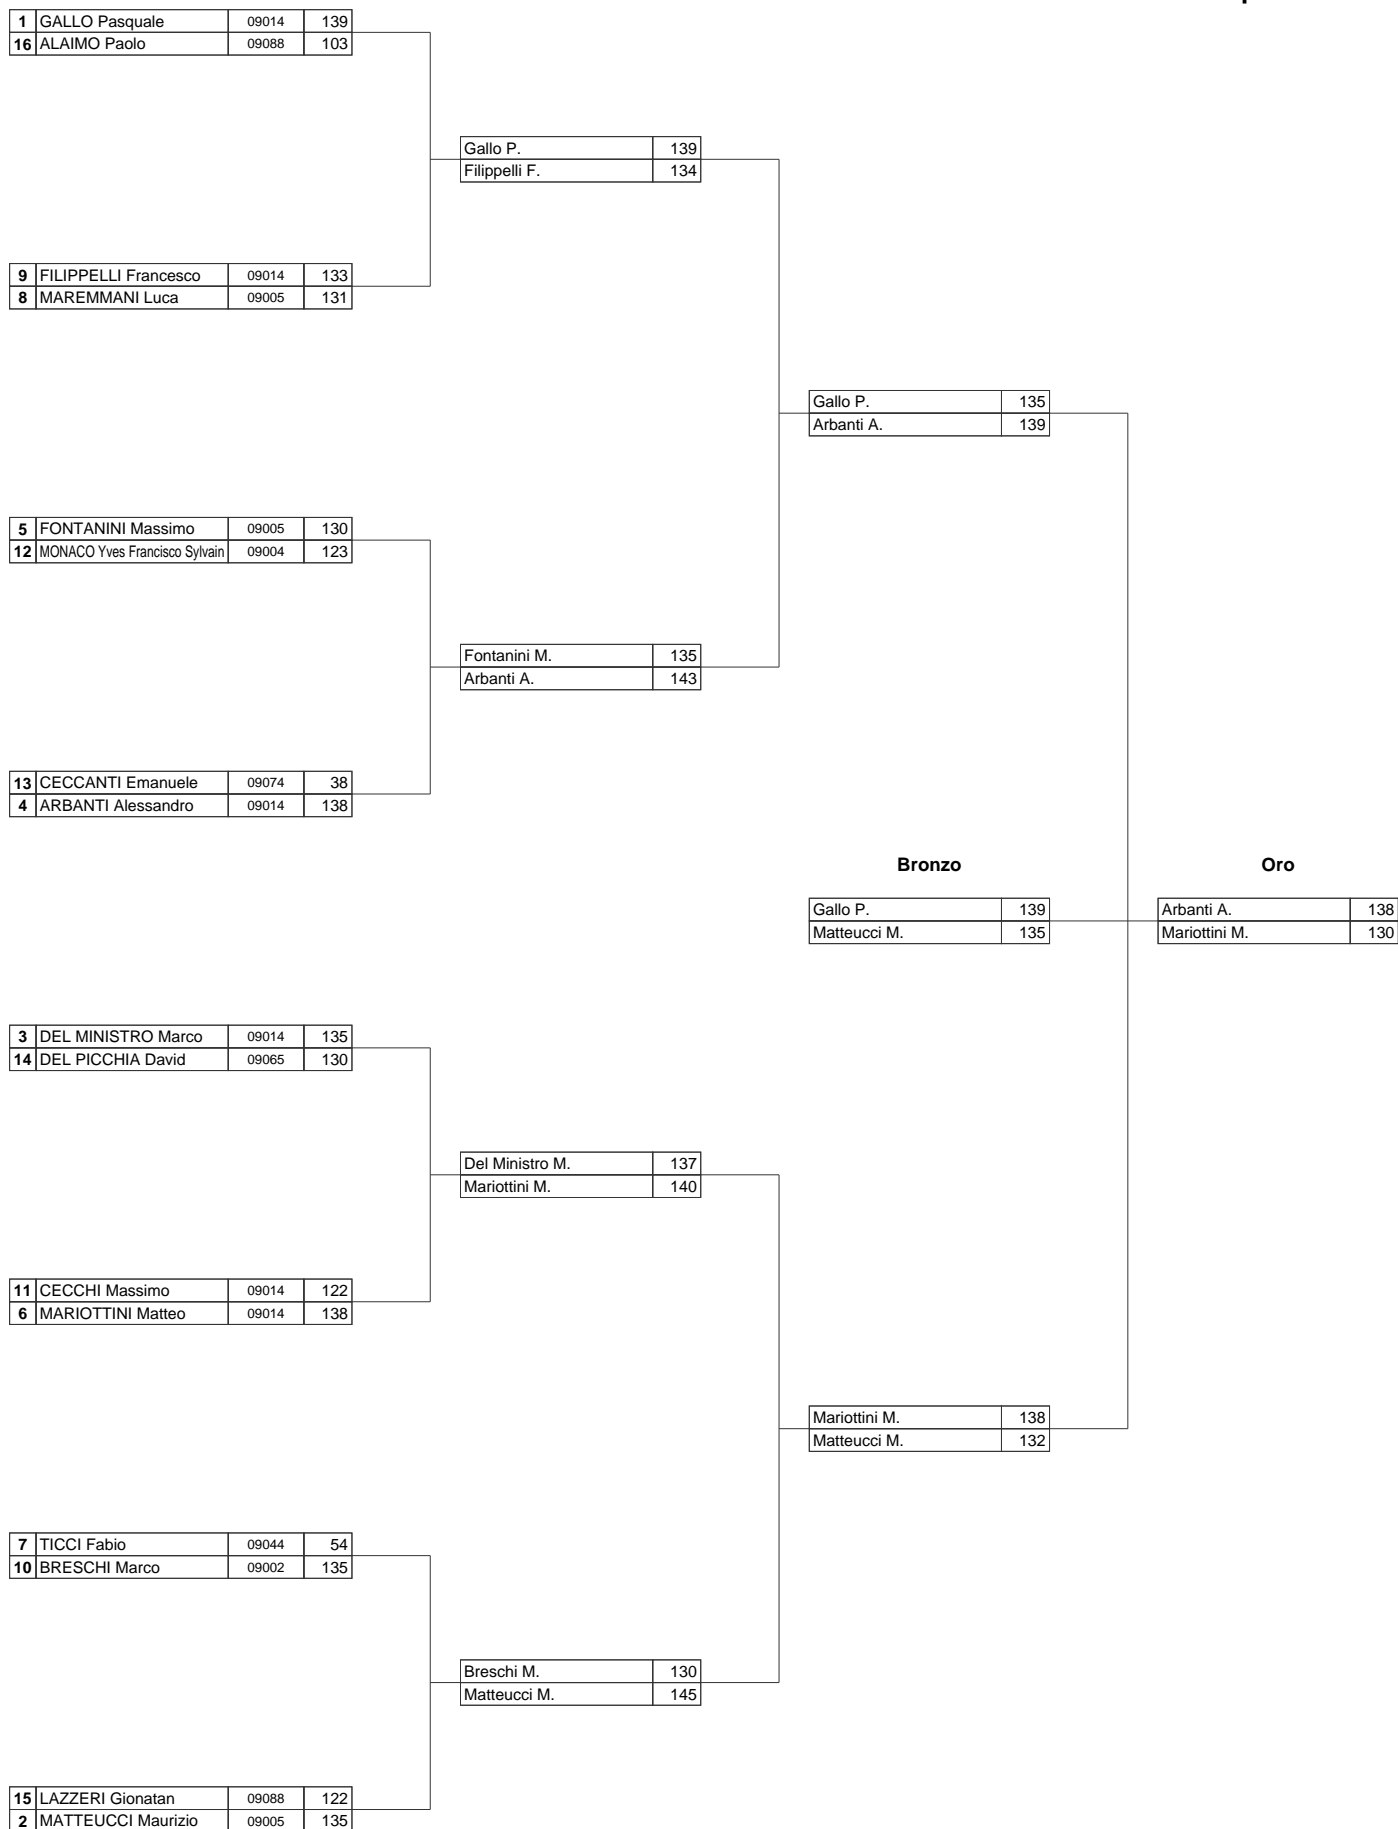 1 GALLO Pasquale 09014 139
16 ALAIMO Paolo 09088 103
Gallo P. 139
Filippelli F. 134
9 FILIPPELLI Francesco 09014 133
8 MAREMMANI Luca 09005 131
Gallo P. 135
Arbanti A. 139
5 FONTANINI Massimo 09005 130
12 MONACO Yves Francisco Sylvain 09004 123
Fontanini M. 135
Arbanti A. 143
13 CECCANTI Emanuele 09074 38
4 ARBANTI Alessandro 09014 138
Bronzo Oro
Gallo P. 139 Arbanti A. 138
Matteucci M. 135 Mariottini M. 130
3 DEL MINISTRO Marco 09014 135
14 DEL PICCHIA David 09065 130
Del Ministro M. 137
Mariottini M. 140
11 CECCHI Massimo 09014 122
6 MARIOTTINI Matteo 09014 138
Mariottini M. 138
Matteucci M. 132
7 TICCI Fabio 09044 54
10 BRESCHI Marco 09002 135
Breschi M. 130
Matteucci M. 145
15 LAZZERI Gionatan 09088 122
2 MATTEUCCI Maurizio 09005 135